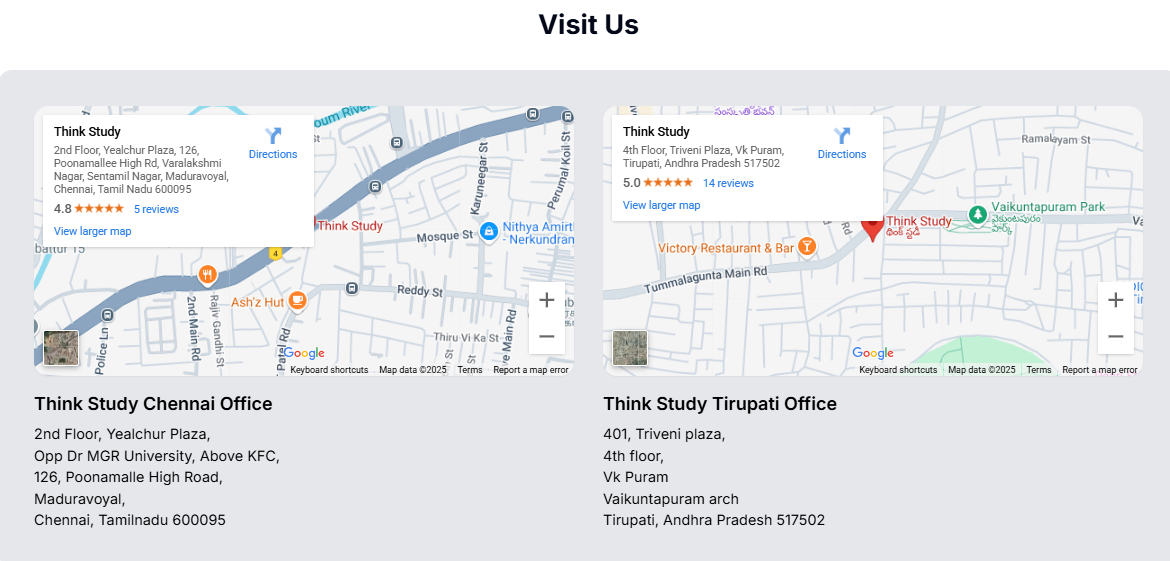 Visit Us
Think Study
2nd Floor, Yealchur Plaza, 126,
Poonamallee High Rd, Varalakshmi
Nagar, Sentamil Nagar, Maduravoyal,
Chennai, Tamil Nadu 600095
4.8
5 reviews
View larger map
Directions
oum River
Think Study
4
Karuneegar St
Perumal Koil St
Mosque St
Nithya Amirt
- Nerkundran
battur 15
Ash'z Hut
Reddy St
2nd Main Rd
Rajiv Gandhi St
Police Ln
Patel Rd
Thiru Vi Ka St
ve Main Rd
Google
Keyboard shortcuts
Map data ©2025
Terms
Report a map error
Think Study
4th Floor, Triveni Plaza, Vk Puram,
Tirupati, Andhra Pradesh 517502
5.0
14 reviews
View larger map
Directions
Ramalayam St
Vaikuntapuram Park
వైకుంటపురం
పార్క్
Think Study
థింక్ స్టడీ
Rd
Victory Restaurant & Bar
Tummalagunta Main Rd
Google
Keyboard shortcuts
Map data ©2025
Terms
Report a map error
Think Study Chennai Office
2nd Floor, Yealchur Plaza,
Opp Dr MGR University, Above KFC,
126, Poonamalle High Road,
Maduravoyal,
Chennai, Tamilnadu 600095
Think Study Tirupati Office
401, Triveni plaza,
4th floor,
Vk Puram
Vaikuntapuram arch
Tirupati, Andhra Pradesh 517502